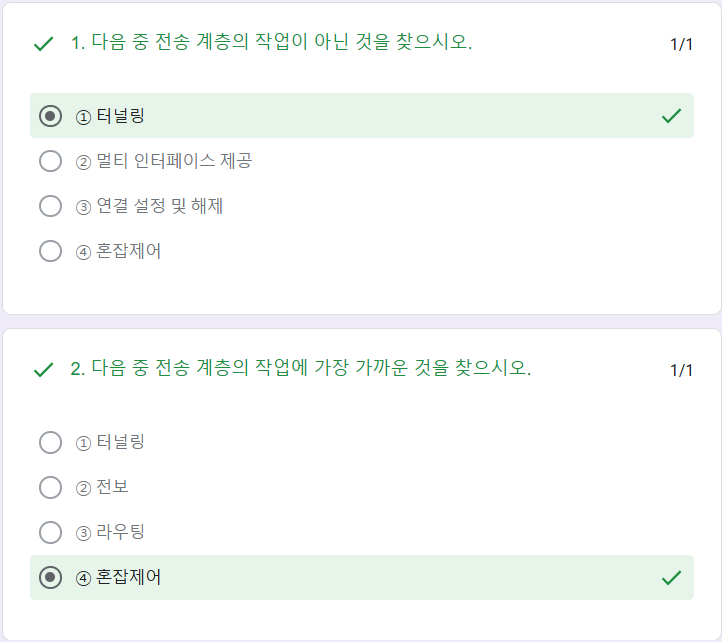 1. 다음 중 전송 계층의 작업이 아닌 것을 찾으시오. 1/1
① 터널링
② 멀티 인터페이스 제공
③ 연결 설정 및 해제
④ 혼잡제어
2. 다음 중 전송 계층의 작업에 가장 가까운 것을 찾으시오. 1/1
① 터널링
② 전보
③ 라우팅
④ 혼잡제어